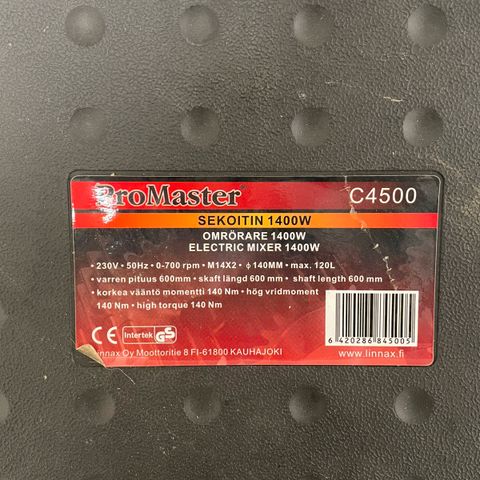 ProMaster® C4500
SEKOITIN 1400W
OMRÖRARE 1400W
ELECTRIC MIXER 1400W
• 230V • 50Hz • 0-700 rpm • M14X2 • ϕ 140MM • max. 120L
• varren pituus 600mm • skaft längd 600 mm • shaft length 600 mm
• korkea vääntö momentti 140 Nm • hög vridmoment
140 Nm • high torque 140 Nm
CE Intertek GS
Linnax Oy Moottoritie 8 FI-61800 KAUHAJOKI
6 420286 845005
www.linnax.fi